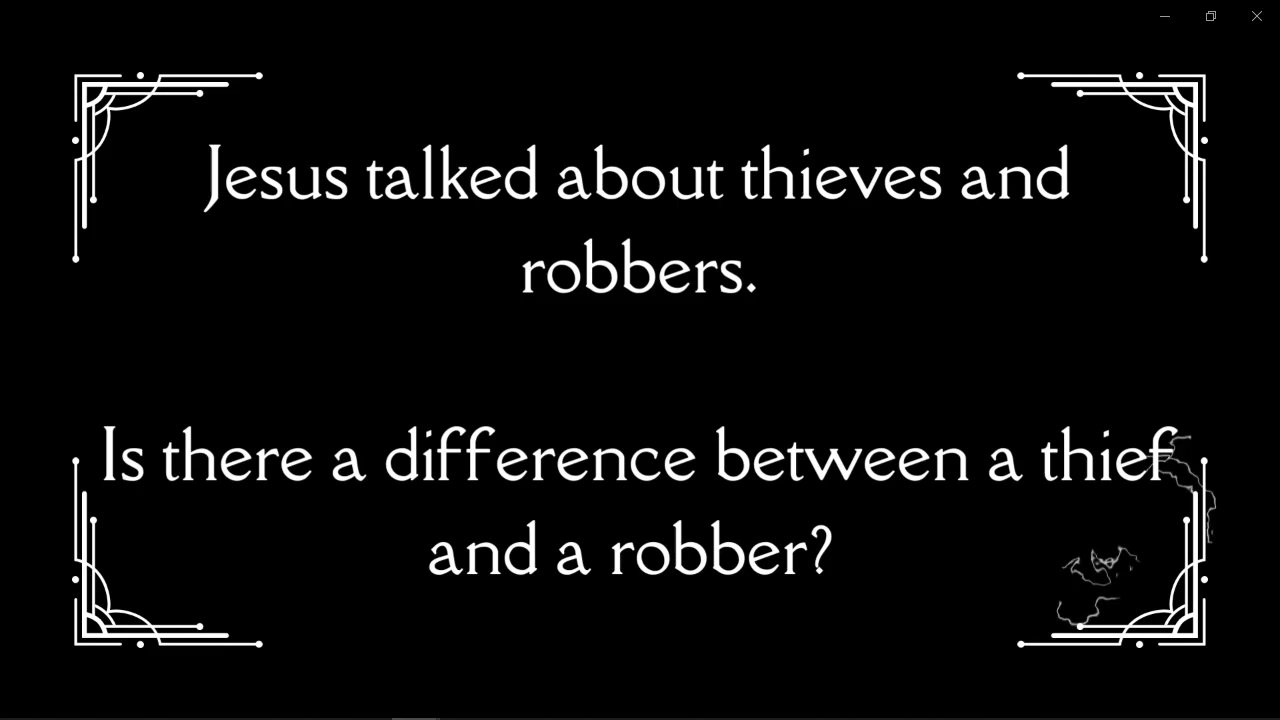 Jesus talked about thieves and
robbers.
Is there a difference between a thief
and a robber?